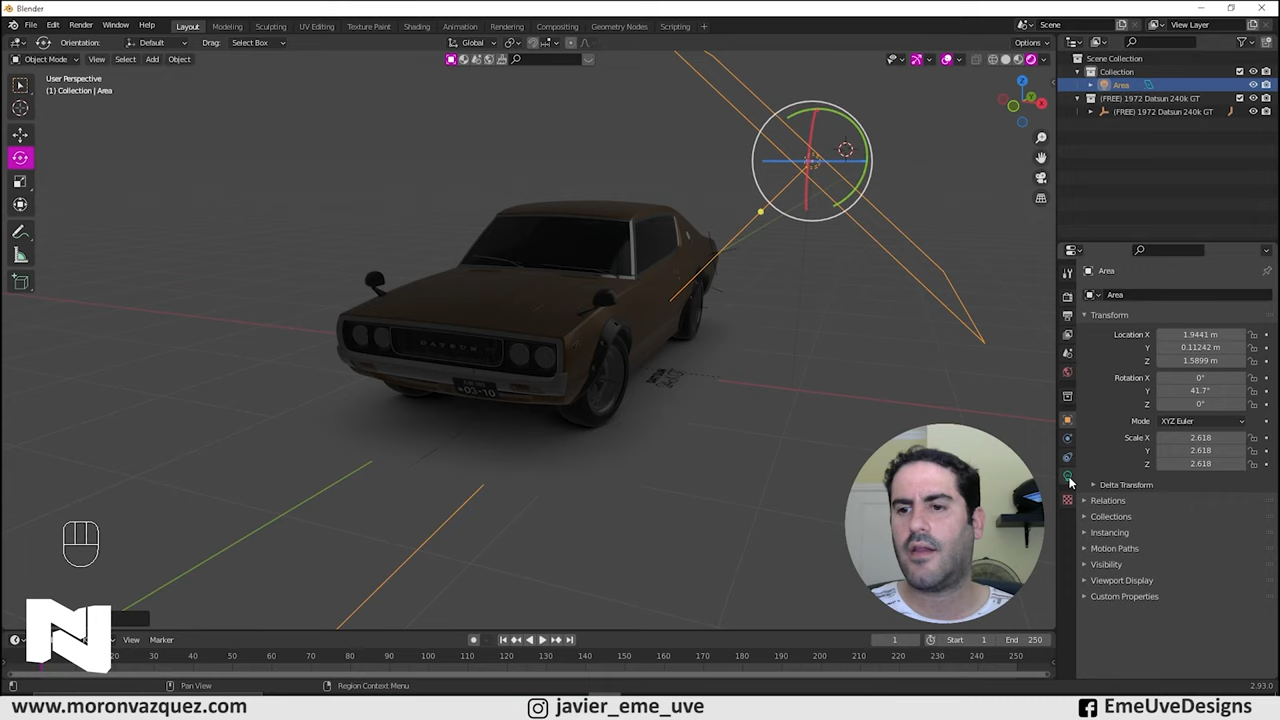 Blender
File Edit Render Window Help
Layout Modeling Sculpting UV Editing Texture Paint Shading Animation Rendering Compositing Geometry Nodes Scripting
Scene
View Layer
Orientation: Default Drag: Select Box
Global
Options
Object Mode View Select Add Object
User Perspective
(1) Collection | Area
Scene Collection
Collection
Area
(FREE) 1972 Datsun 240k GT
(FREE) 1972 Datsun 240k GT
Area
Area
Transform
Location X 1.9441 m
Y 0.11242 m
Z 1.5899 m
Rotation X 0°
Y 41.7°
Z 0°
Mode XYZ Euler
Scale X 2.618
Y 2.618
Z 2.618
Delta Transform
Relations
Collections
Instancing
Motion Paths
Visibility
Viewport Display
Custom Properties
DATSUN
03-10
View Marker
1 Start 1 End 250
20 30 40 50 60 70 80 90 100 110 120 130 140 150 160 170 180 190 200 210 220 230 240 250
Pan View
Region Context Menu
2.93.0
N
www.moronvazquez.com
javier_eme_uve
EmeUveDesigns